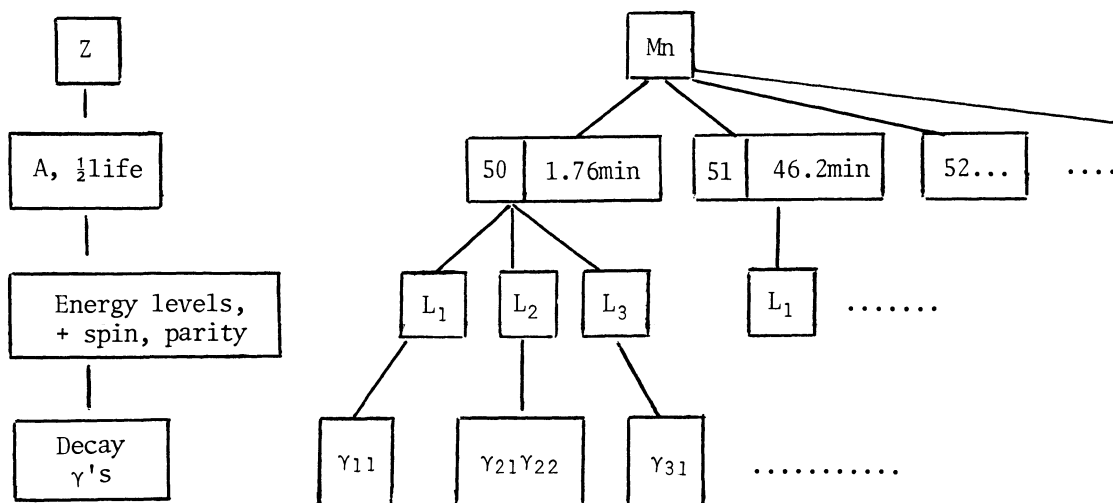 Z
Mn
A, ½life
50 1.76min
51 46.2min
52... ....
Energy levels,
+ spin, parity
L₁ L₂ L₃
L₁ .......
Decay
γ's
γ₁₁ γ₂₁γ₂₂ γ₃₁ ...........